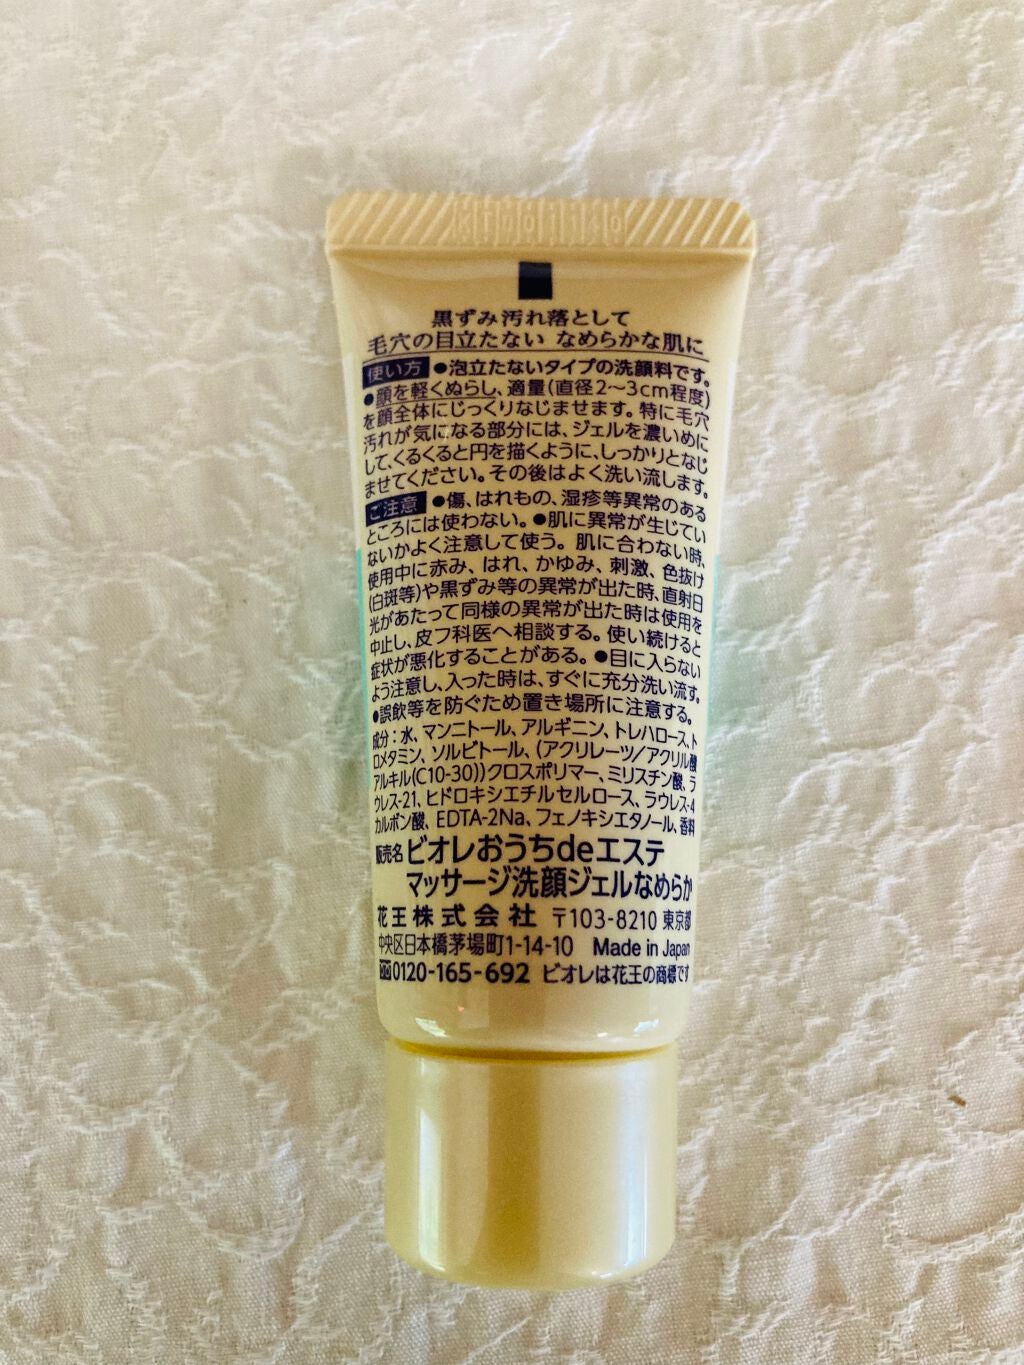 黒ずみ汚れ落として
毛穴の目立たない なめらかな肌に
使い方 ●泡立たないタイプの洗顔料です。
●顔を軽くぬらし、適量(直径2〜3cm程度)
を顔全体にじっくりなじませます。特に毛穴
汚れが気になる部分には、ジェルを濃いめに
して、くるくると円を描くように、しっかりとなじ
ませてください。その後はよく洗い流します。
ご注意 ●傷、はれもの、湿疹等異常のある
ところには使わない。●肌に異常が生じてい
ないかよく注意して使う。肌に合わない時、
使用中に赤み、はれ、かゆみ、刺激、色抜け
(白斑等)や黒ずみ等の異常が出た時、直射日
光があたって同様の異常が出た時は使用を
中止し、皮フ科医へ相談する。使い続けると
症状が悪化することがある。●目に入らない
よう注意し、入った時は、すぐに充分洗い流す。
●誤飲等を防ぐため置き場所に注意する。
成分：水、マンニトール、アルギニン、トレハロース、ト
ロメタミン、ソルビトール、(アクリレーツ/アクリル酸
アルキル(C10-30))クロスポリマー、ミリスチン酸、ラ
ウレス-21、ヒドロキシエチルセルロース、ラウレス-4
カルボン酸、EDTA-2Na、フェノキシエタノール、香料
販売名 ビオレおうちdeエステ
マッサージ洗顔ジェルなめらか
花王株式会社 〒103-8210 東京都
中央区日本橋茅場町1-14-10 Made in Japan
0120-165-692 ビオレは花王の商標です